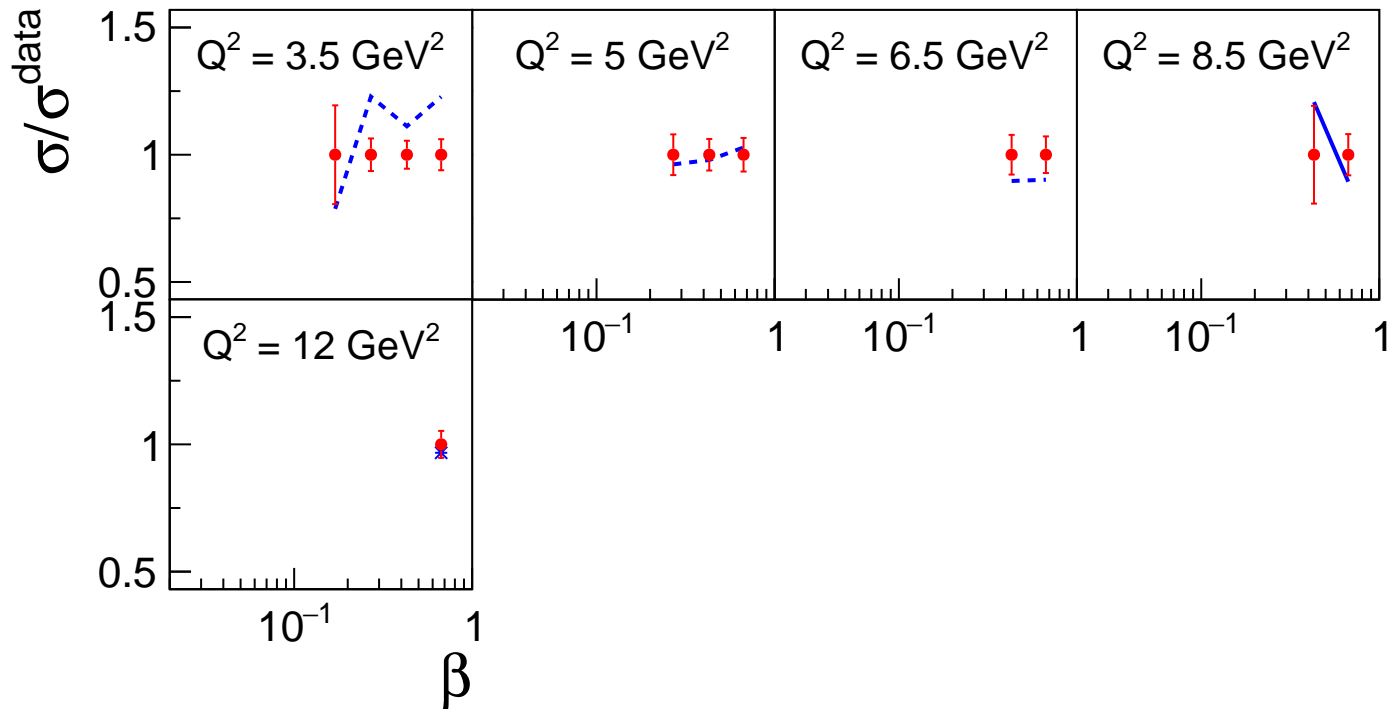 σ/σ^data
1.5
1
0.5
Q² = 3.5 GeV²
Q² = 5 GeV²
Q² = 6.5 GeV²
Q² = 8.5 GeV²
10⁻¹ 1
10⁻¹ 1
10⁻¹ 1
1.5
1
0.5
Q² = 12 GeV²
10⁻¹ 1
β